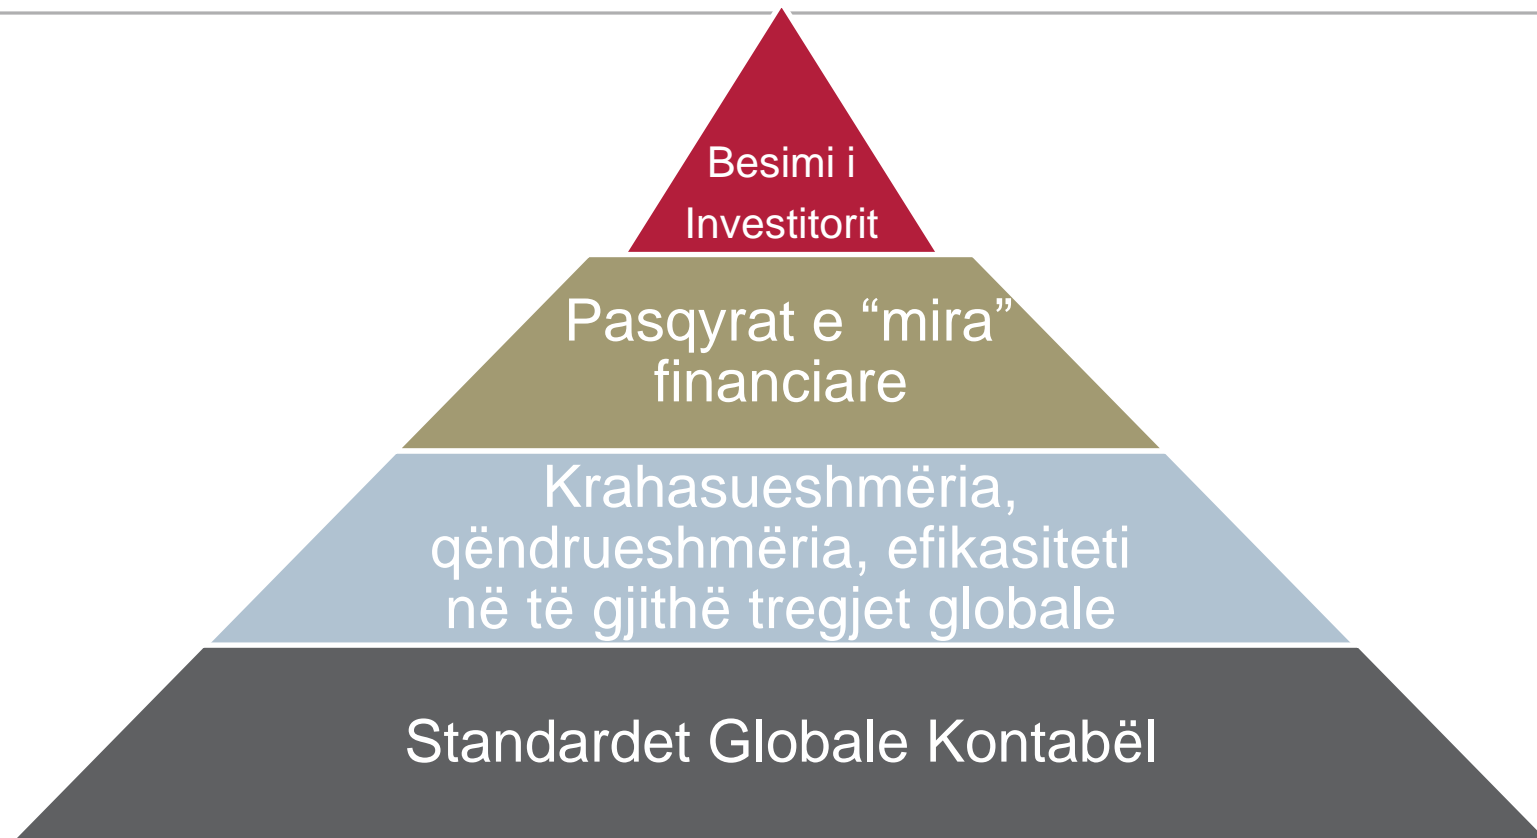 Besimi i
Investitorit
Pasqyrat e “mira”
financiare
Krahasueshmëria,
qëndrueshmëria, efikasiteti
në të gjithë tregjet globale
Standardet Globale Kontabël